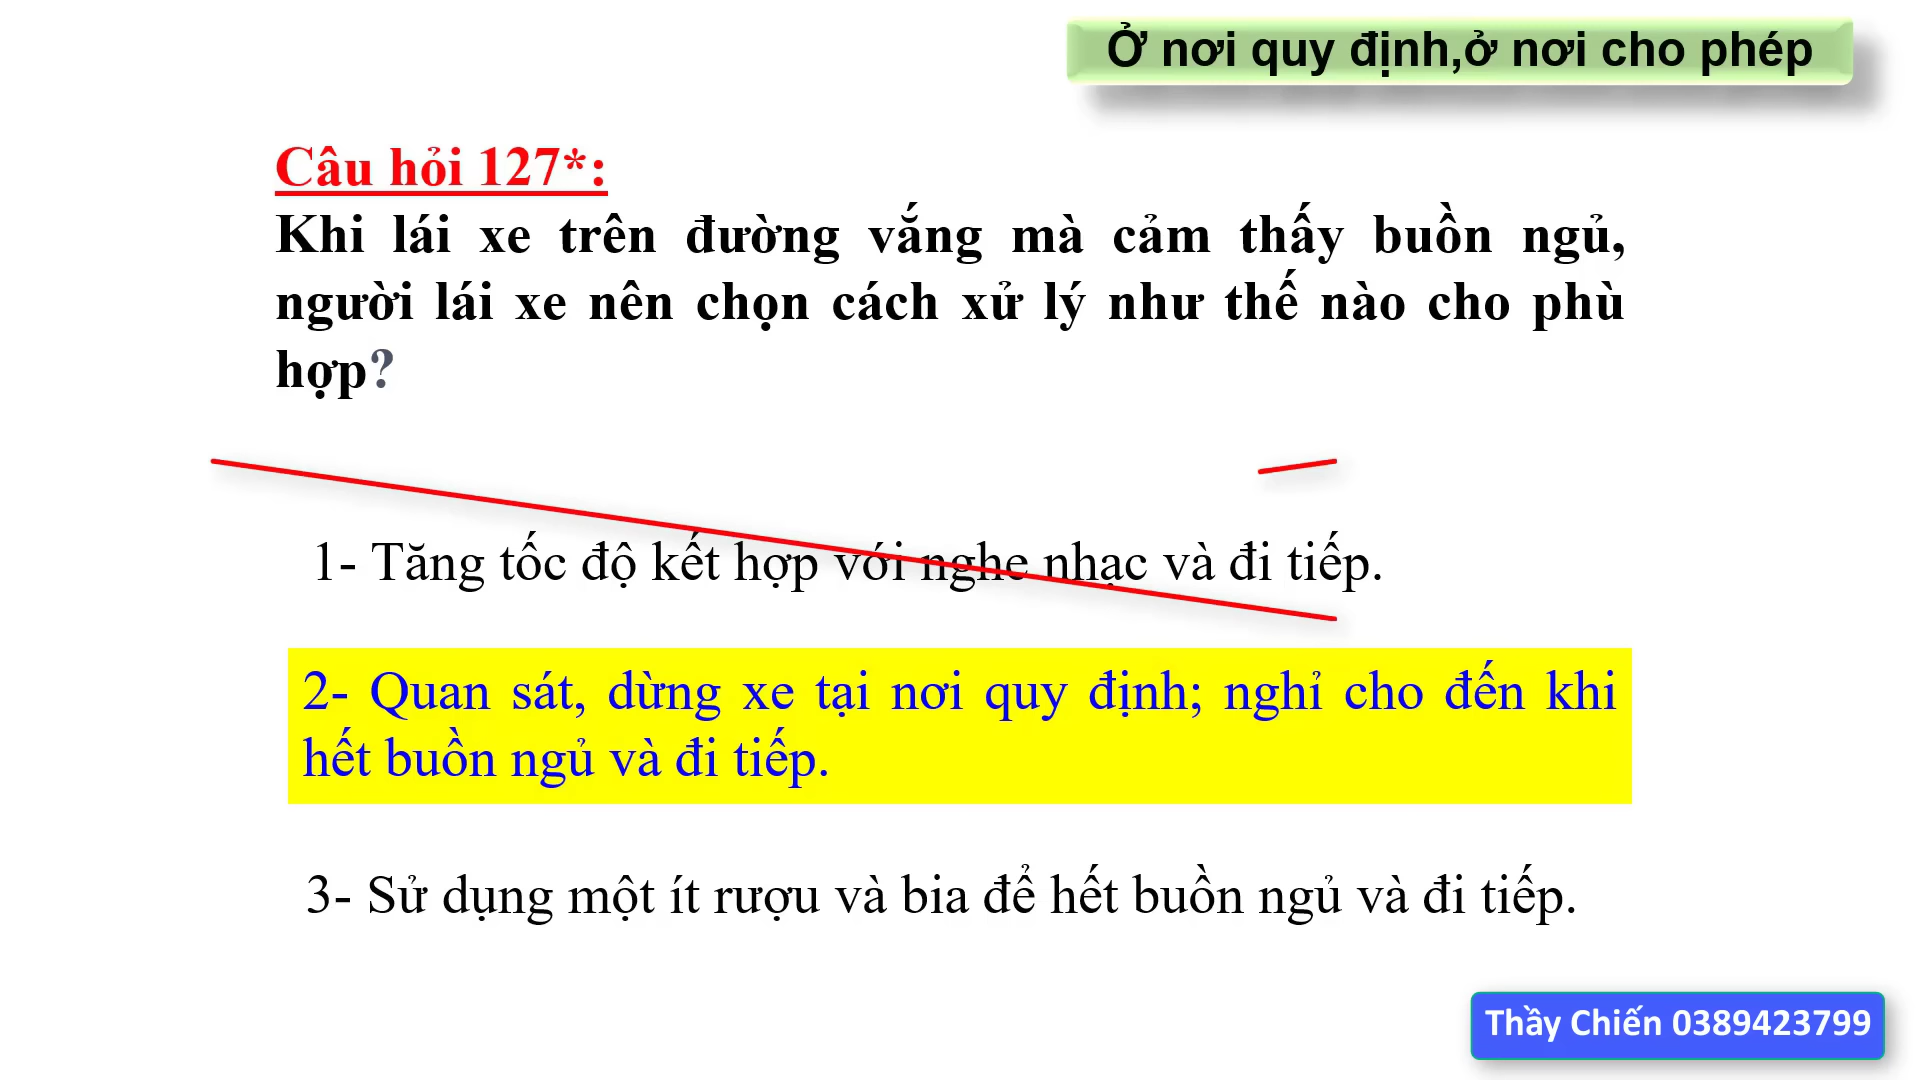 Ở nơi quy định,ở nơi cho phép
Câu hỏi 127*:
Khi lái xe trên đường vắng mà cảm thấy buồn ngủ,
người lái xe nên chọn cách xử lý như thế nào cho phù
hợp?
1- Tăng tốc độ kết hợp với nghe nhạc và đi tiếp.
2- Quan sát, dừng xe tại nơi quy định; nghỉ cho đến khi
hết buồn ngủ và đi tiếp.
3- Sử dụng một ít rượu và bia để hết buồn ngủ và đi tiếp.
Thầy Chiến 0389423799